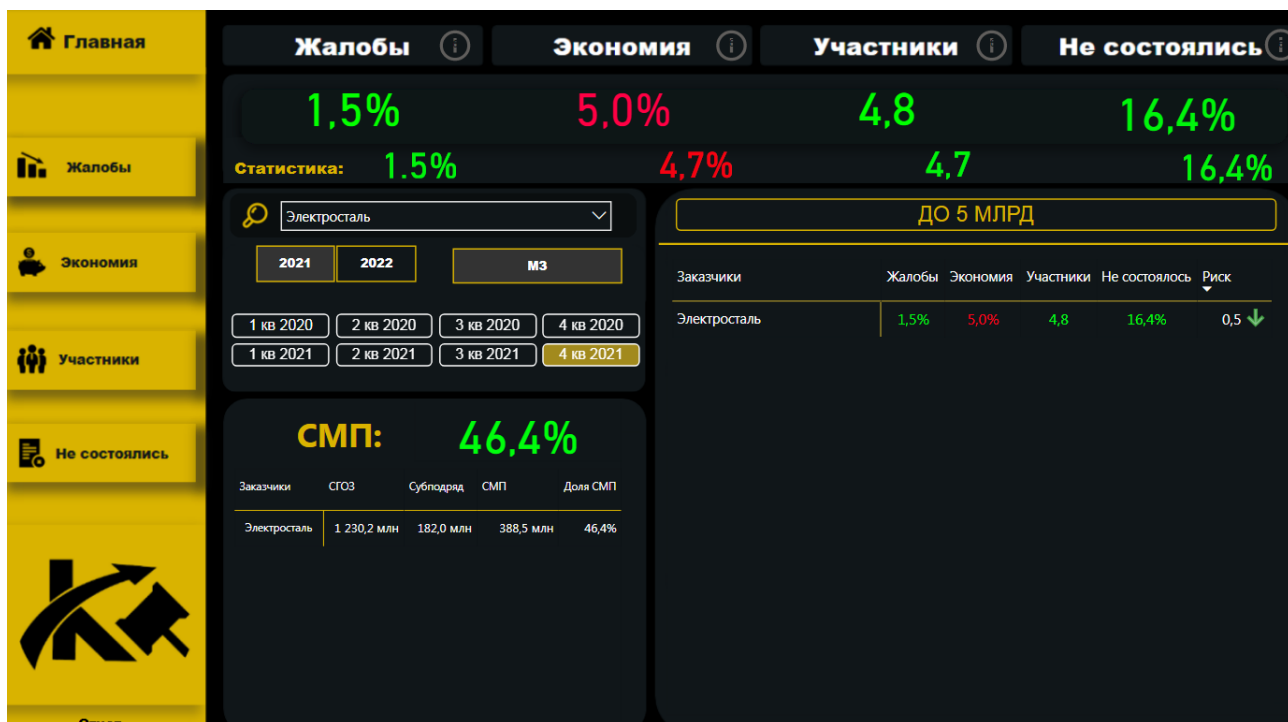 Главная
Жалобы Экономия Участники Не состоялись
1,5% 5,0% 4,8 16,4%
Статистика: 1.5% 4,7% 4,7 16,4%
Жалобы
Экономия
Участники
Не состоялись
Электросталь
2021 2022 МЗ
1 кв 2020 2 кв 2020 3 кв 2020 4 кв 2020
1 кв 2021 2 кв 2021 3 кв 2021 4 кв 2021
СМП: 46,4%
Заказчики СГОЗ Субподряд СМП Доля СМП
Электросталь 1 230,2 млн 182,0 млн 388,5 млн 46,4%
ДО 5 МЛРД
Заказчики Жалобы Экономия Участники Не состоялось Риск
Электросталь 1,5% 5,0% 4,8 16,4% 0,5